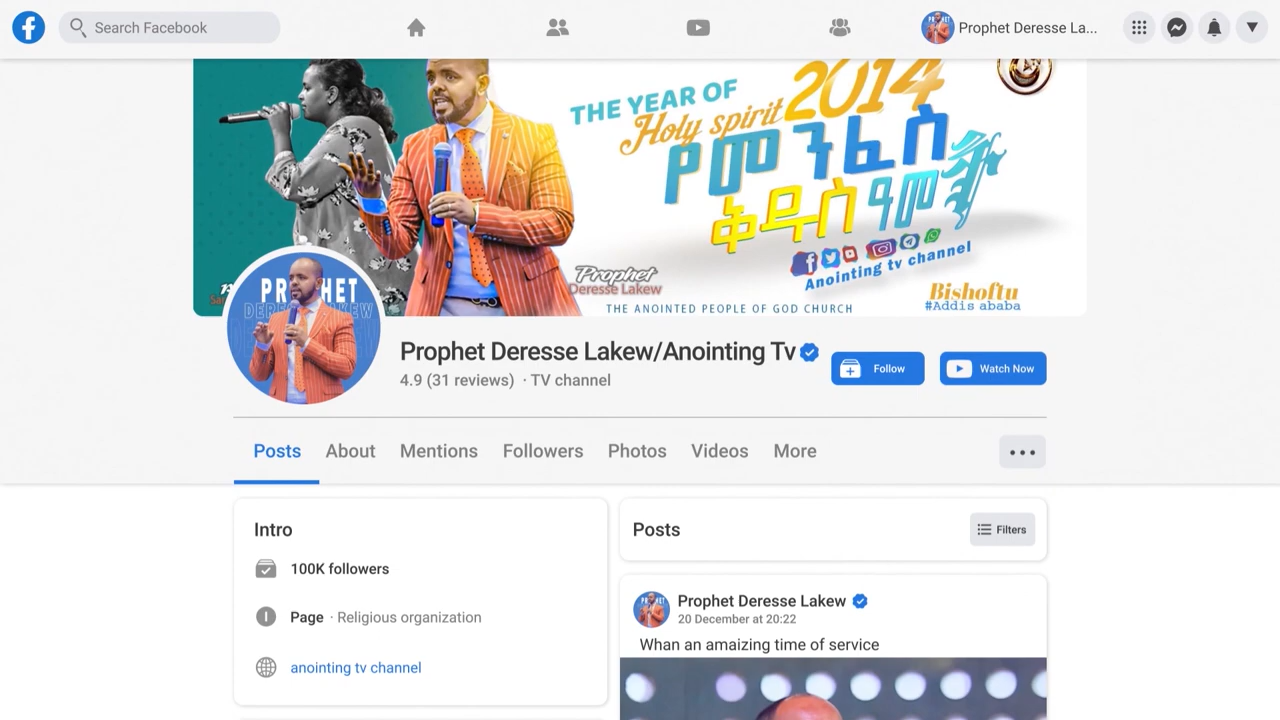 Search Facebook
Prophet Deresse La...
THE YEAR OF
Holy spirit
2014
የመንፈስ
ቅዱስ ዓመት
Anointing tv channel
Prophet
Deresse Lakew
THE ANOINTED PEOPLE OF GOD CHURCH
Bishoftu
#Addis ababa
PROPHET
DERESSE LAKEW
Prophet Deresse Lakew/Anointing Tv
4.9 (31 reviews) · TV channel
Follow
Watch Now
Posts About Mentions Followers Photos Videos More
Intro
100K followers
Page · Religious organization
anointing tv channel
Posts
Filters
Prophet Deresse Lakew
20 December at 20:22
Whan an amaizing time of service